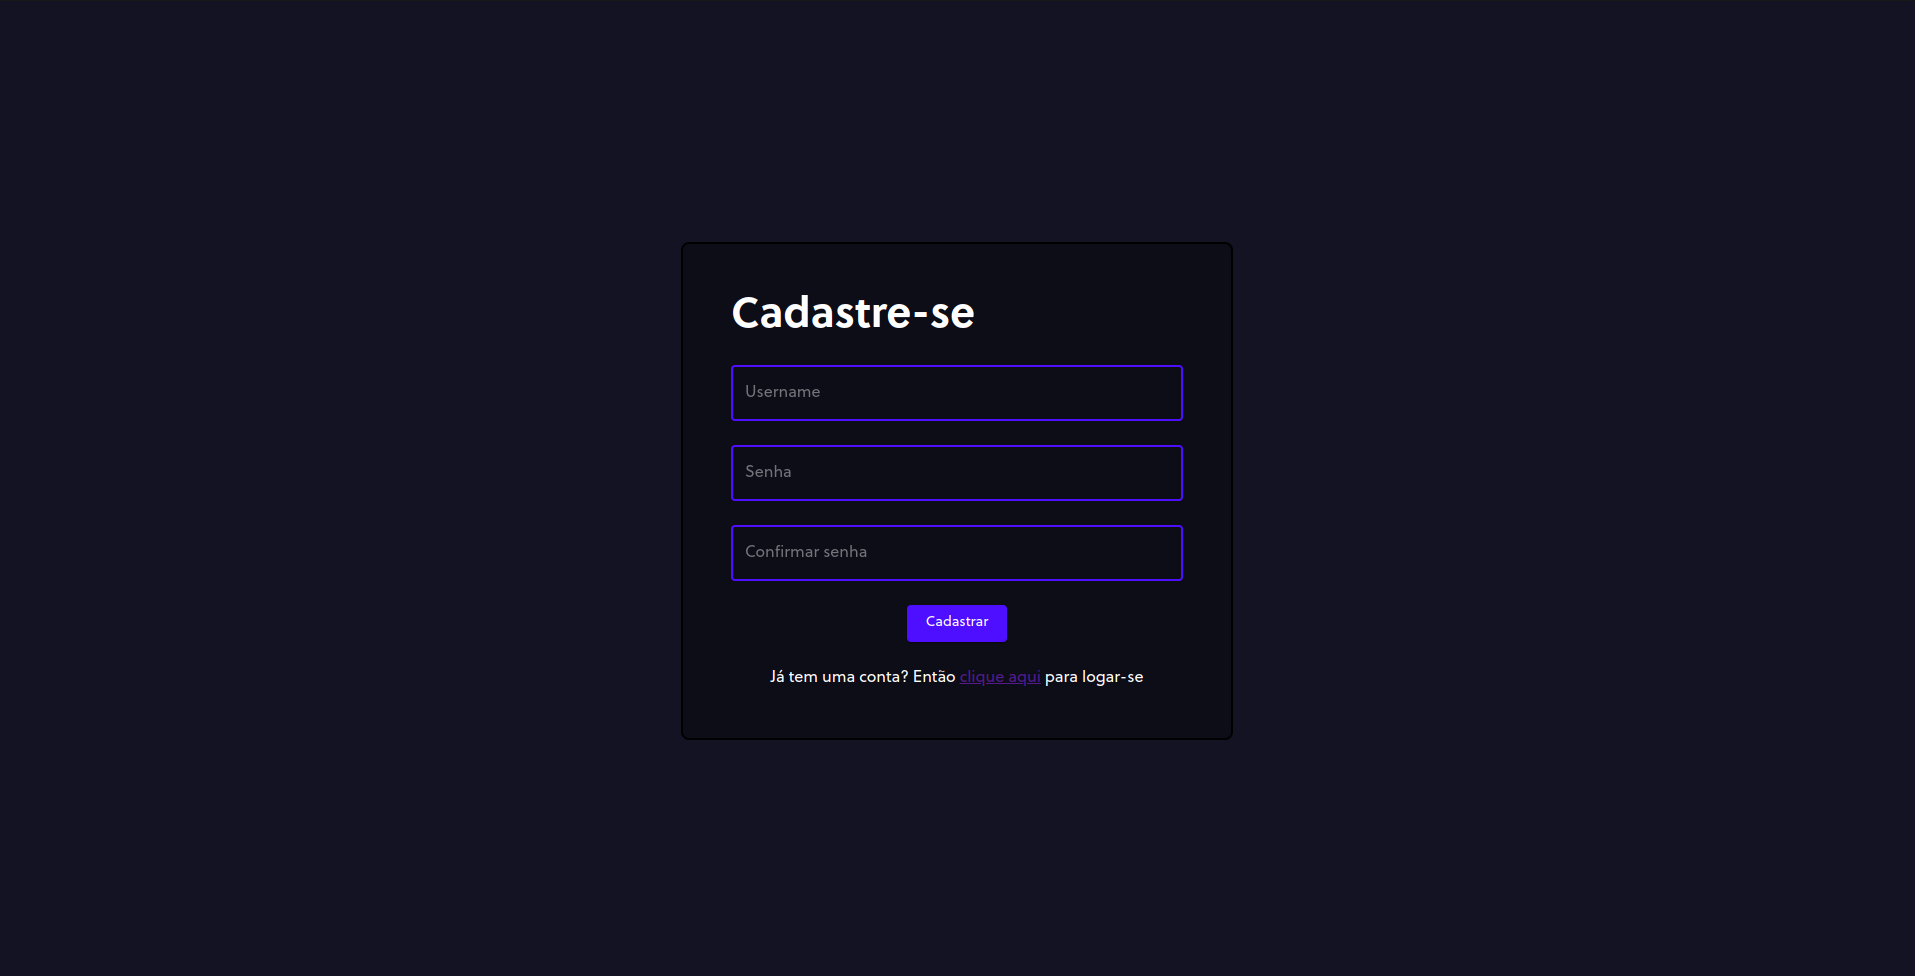 Cadastre-se
Username
Senha
Confirmar senha
Cadastrar
Já tem uma conta? Então clique aqui para logar-se